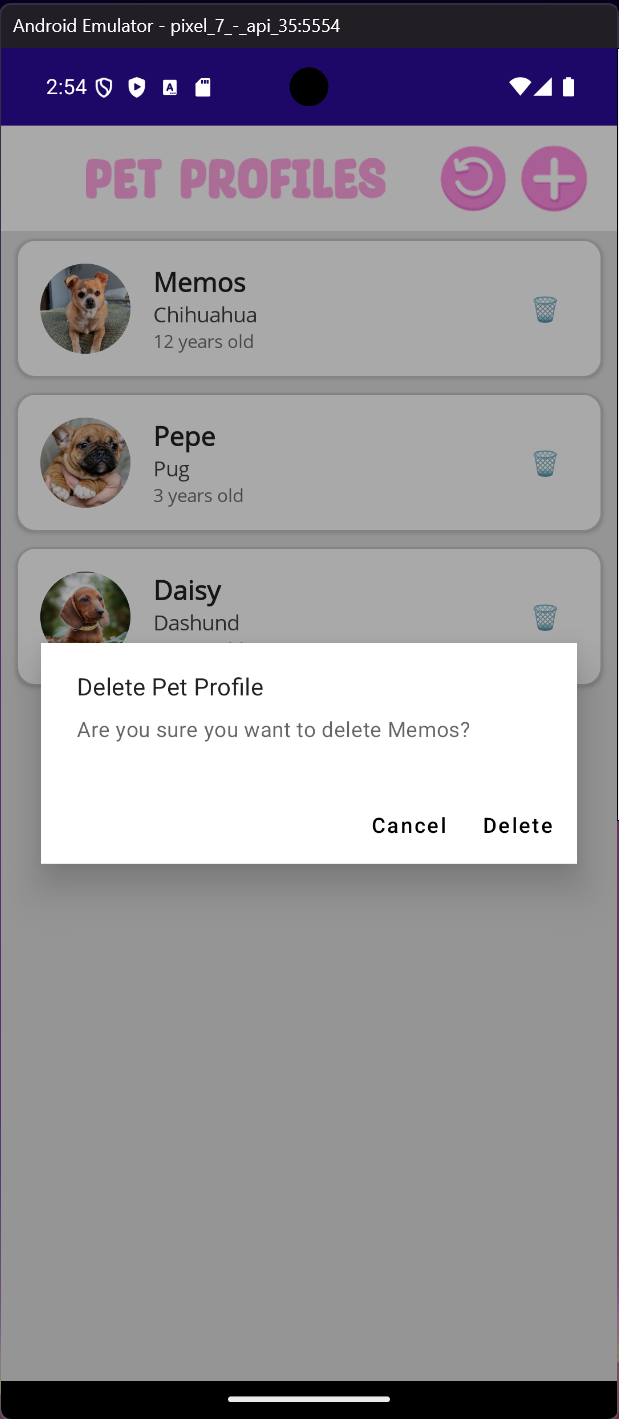 Android Emulator - pixel_7_-_api_35:5554
2:54
PET PROFILES
Memos
Chihuahua
12 years old
Pepe
Pug
3 years old
Daisy
Dashund
Delete Pet Profile
Are you sure you want to delete Memos?
Cancel Delete